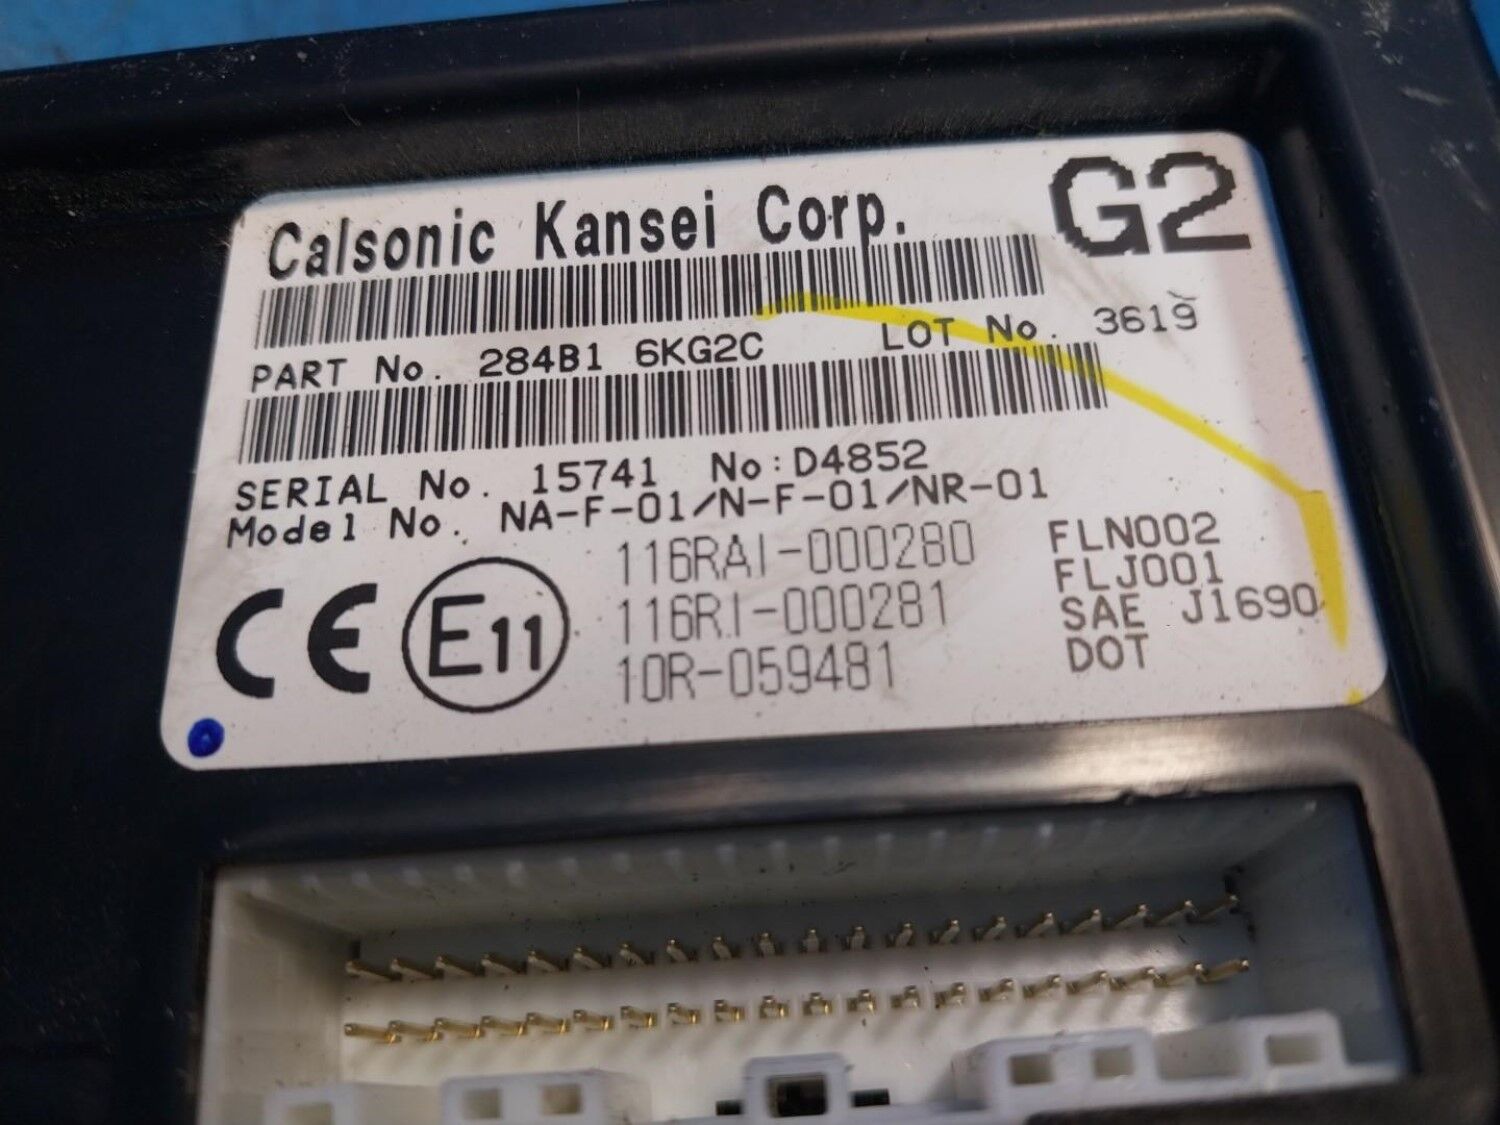 Calsonic Kansei Corp. G2
PART No. 284B1 6KG2C LOT No. 3619
SERIAL No. 15741 No:D4852
Model No. NA-F-01/N-F-01/NR-01
CE E11 116RAI-000280 FLN002
116RI-000281 FLJ001
10R-059481 SAE J1690
DOT